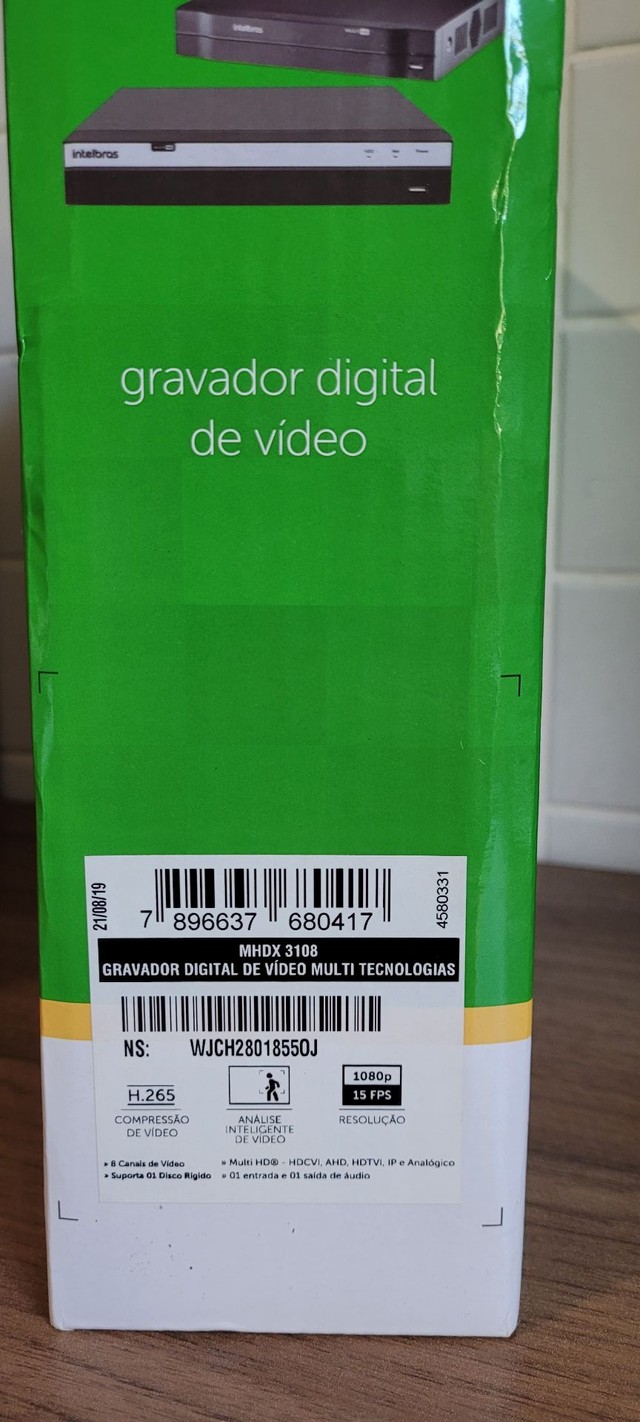 intelbras
intelbras
gravador digital
de vídeo
21/08/19
7 896637 680417
4580331
MHDX 3108
GRAVADOR DIGITAL DE VÍDEO MULTI TECNOLOGIAS
NS: WJCH2801855OJ
H.265
COMPRESSÃO
DE VÍDEO
ANÁLISE
INTELIGENTE
DE VÍDEO
1080p
15 FPS
RESOLUÇÃO
» 8 Canais de Vídeo
» Suporta 01 Disco Rígido
» Multi HD® - HDCVI, AHD, HDTVI, IP e Analógico
» 01 entrada e 01 saída de áudio